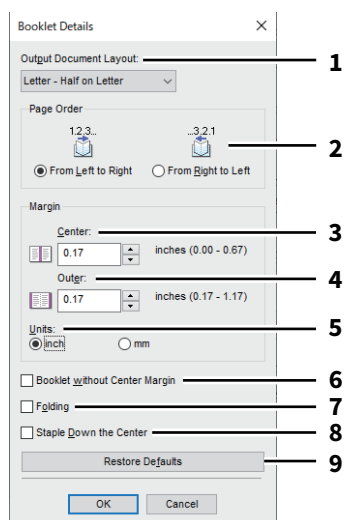 Booklet Details
Output Document Layout:
1
Letter - Half on Letter
Page Order
1,2,3... ...3,2,1
2
From Left to Right From Right to Left
Margin
Center:
3
0.17 inches (0.00 - 0.67)
Outer:
4
0.17 inches (0.17 - 1.17)
Units:
5
inch mm
Booklet without Center Margin 6
Folding 7
Staple Down the Center 8
Restore Defaults 9
OK Cancel